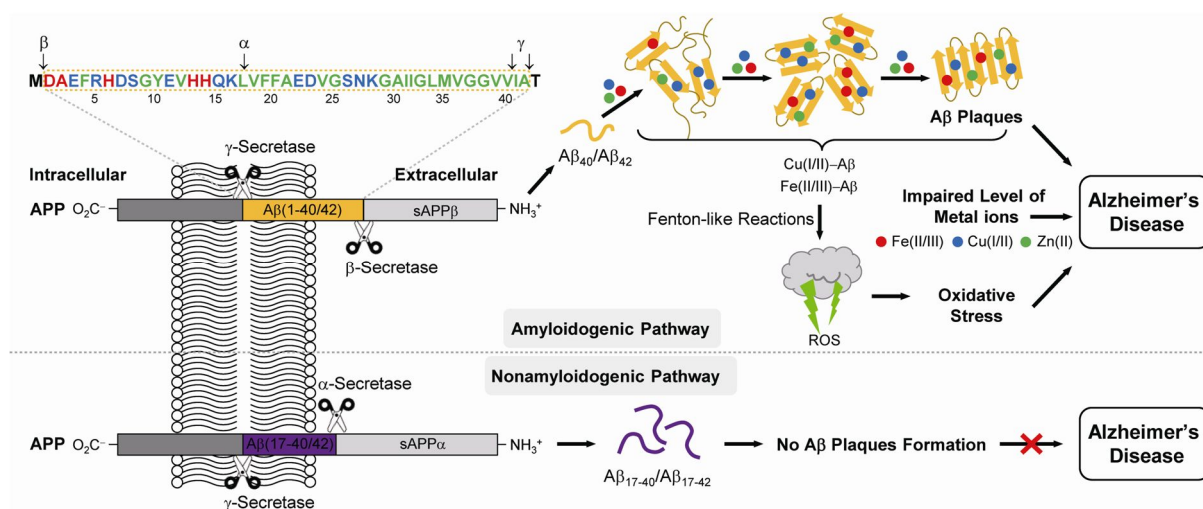 β α γ
MDAEFRHDSGYEVHHQKLVFFAEDVGSNKGAIIGLMVGGVVIAT
5 10 15 20 25 30 35 40
γ-Secretase
Intracellular Extracellular
APP O₂C⁻ Aβ(1-40/42) sAPPβ NH₃⁺
β-Secretase
Aβ₄₀/Aβ₄₂
Aβ Plaques
Cu(I/II)–Aβ
Fe(II/III)–Aβ
Fenton-like Reactions
Impaired Level of
Metal ions
Fe(II/III) Cu(I/II) Zn(II)
Alzheimer's
Disease
Oxidative
Stress
ROS
Amyloidogenic Pathway
Nonamyloidogenic Pathway
α-Secretase
APP O₂C⁻ Aβ(17-40/42) sAPPα NH₃⁺
γ-Secretase
Aβ₁₇₋₄₀/Aβ₁₇₋₄₂
No Aβ Plaques Formation
Alzheimer's
Disease